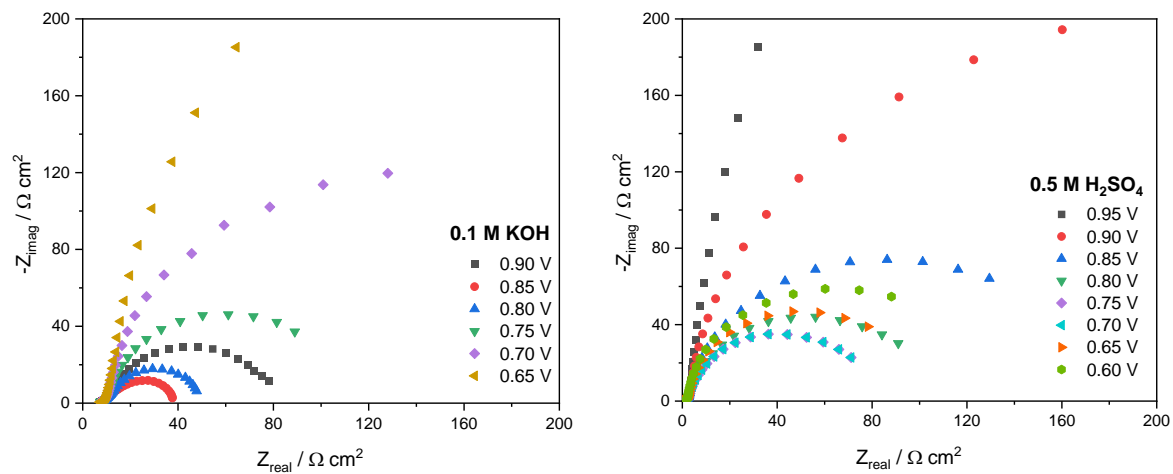 200
160
120
80
40
0
-Z_imag / Ω cm²
0 40 80 120 160 200
Z_real / Ω cm²
0.1 M KOH
0.90 V
0.85 V
0.80 V
0.75 V
0.70 V
0.65 V
200
160
120
80
40
0
-Z_imag / Ω cm²
0 40 80 120 160 200
Z_real / Ω cm²
0.5 M H₂SO₄
0.95 V
0.90 V
0.85 V
0.80 V
0.75 V
0.70 V
0.65 V
0.60 V